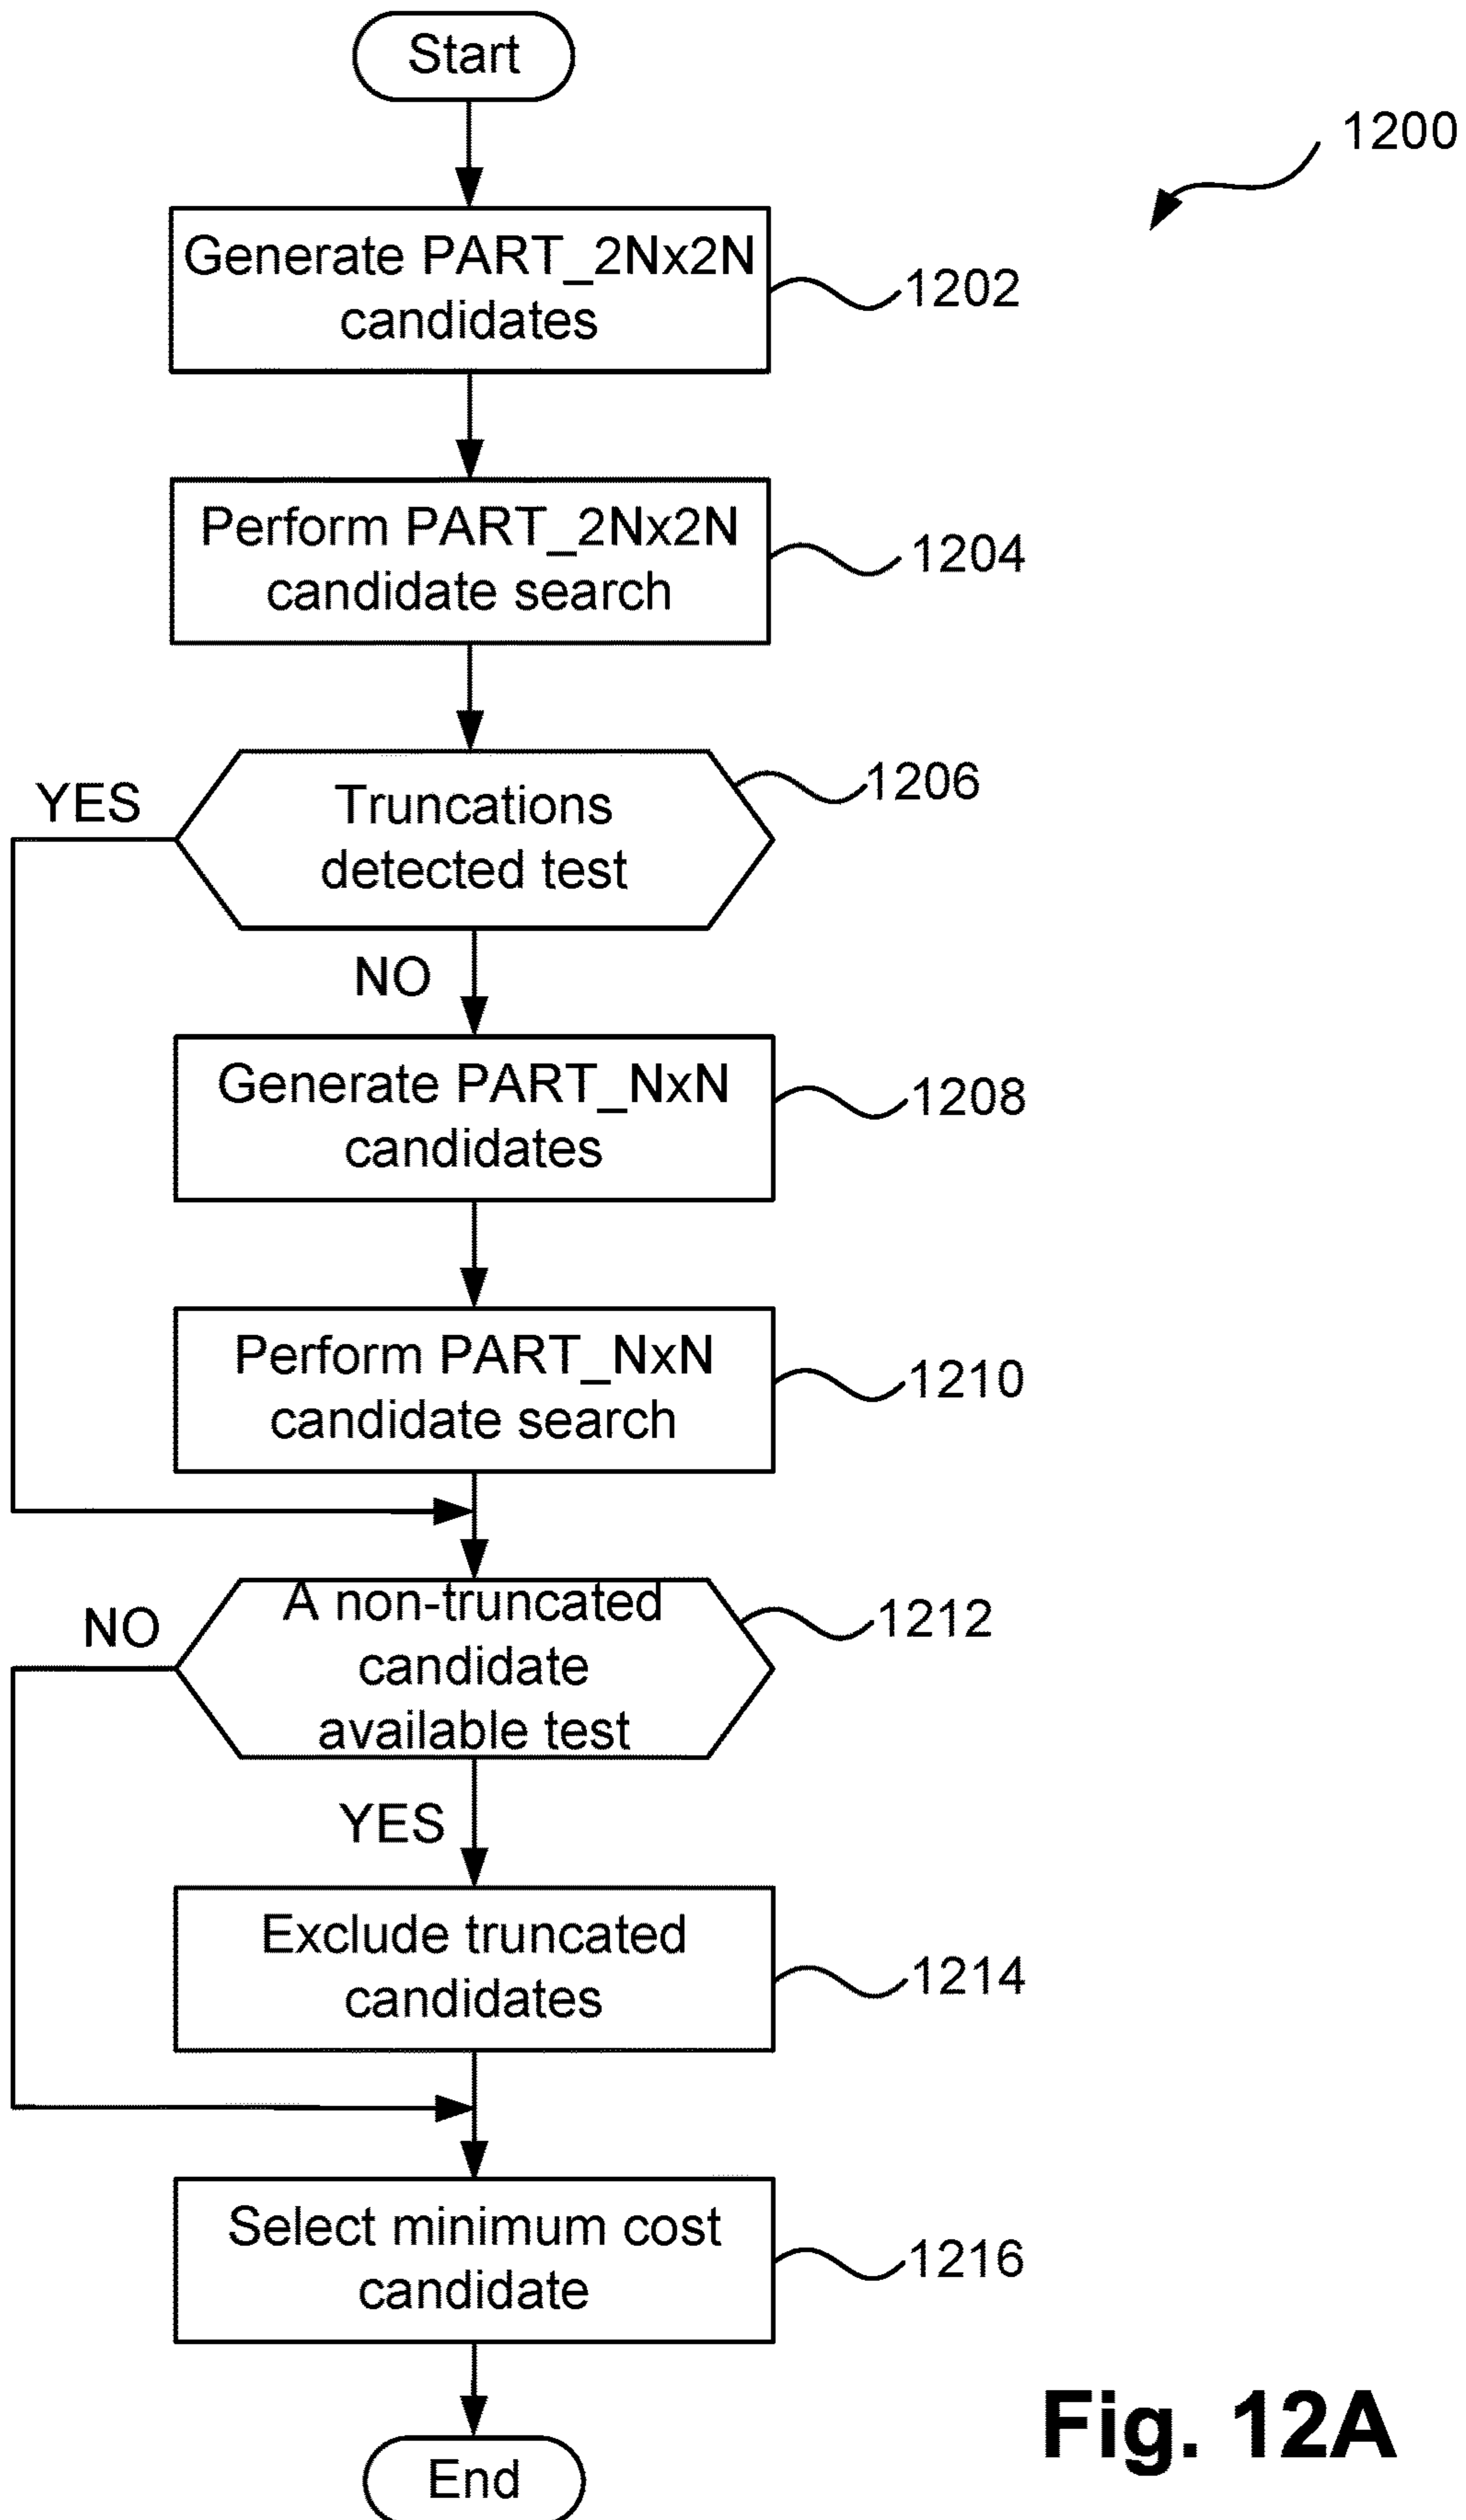 Start
1200
Generate PART_2Nx2N
candidates
1202
Perform PART_2Nx2N
candidate search
1204
YES
Truncations
detected test
1206
NO
Generate PART_NxN
candidates
1208
Perform PART_NxN
candidate search
1210
NO
A non-truncated
candidate
available test
1212
YES
Exclude truncated
candidates
1214
Select minimum cost
candidate
1216
End
Fig. 12A